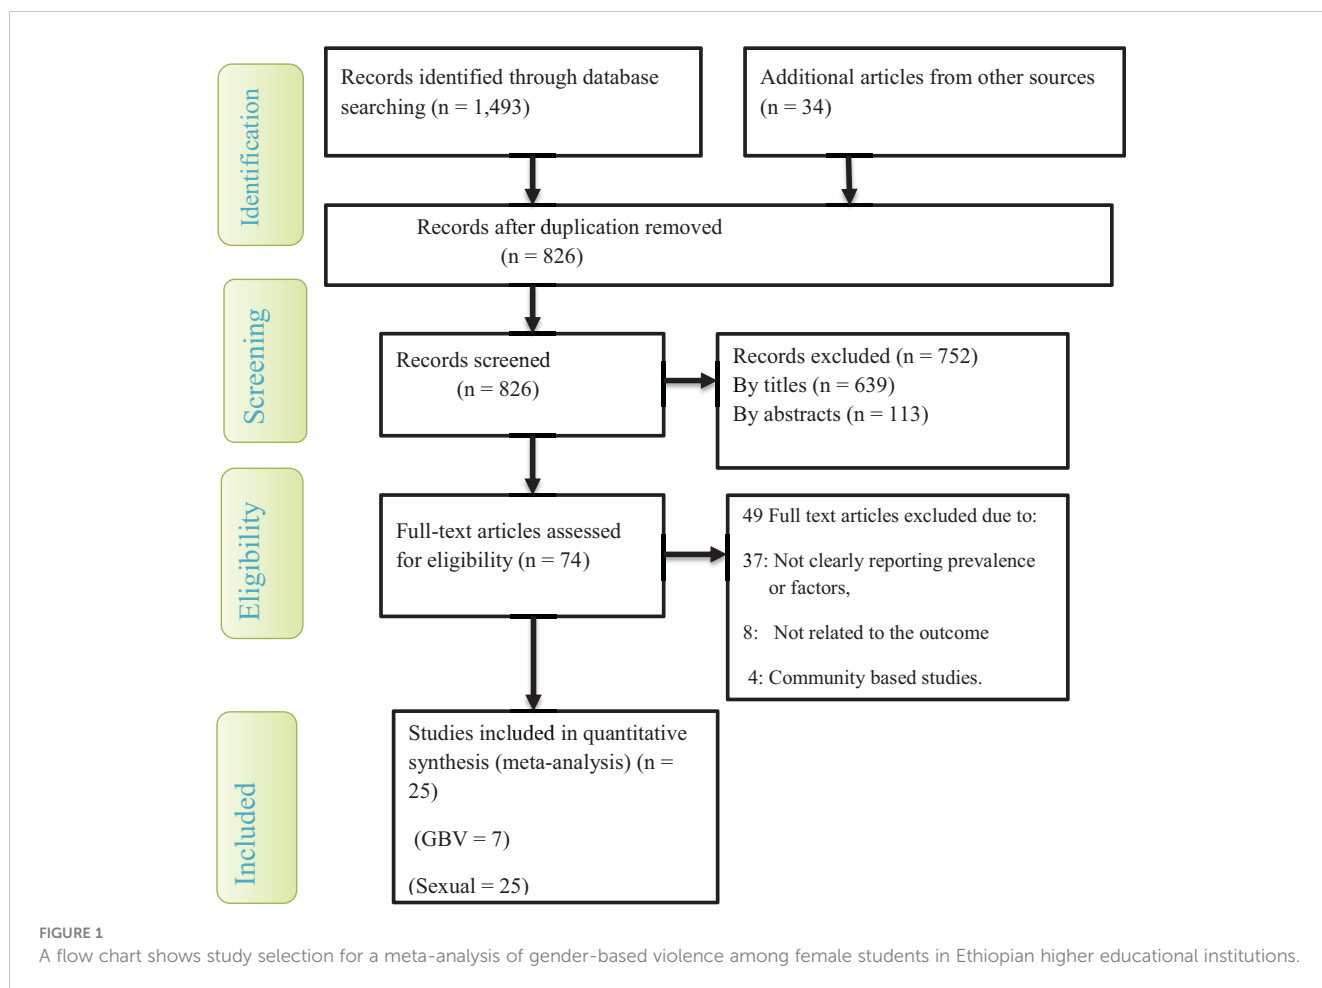 Identification
Records identified through database
searching (n = 1,493)
Additional articles from other sources
(n = 34)
Records after duplication removed
(n = 826)
Screening
Records screened
(n = 826)
Records excluded (n = 752)
By titles (n = 639)
By abstracts (n = 113)
Eligibility
Full-text articles assessed
for eligibility (n = 74)
49 Full text articles excluded due to:
37: Not clearly reporting prevalence
or factors,
8: Not related to the outcome
4: Community based studies.
Included
Studies included in quantitative
synthesis (meta-analysis) (n =
25)
(GBV = 7)
(Sexual = 25)
FIGURE 1
A flow chart shows study selection for a meta-analysis of gender-based violence among female students in Ethiopian higher educational institutions.